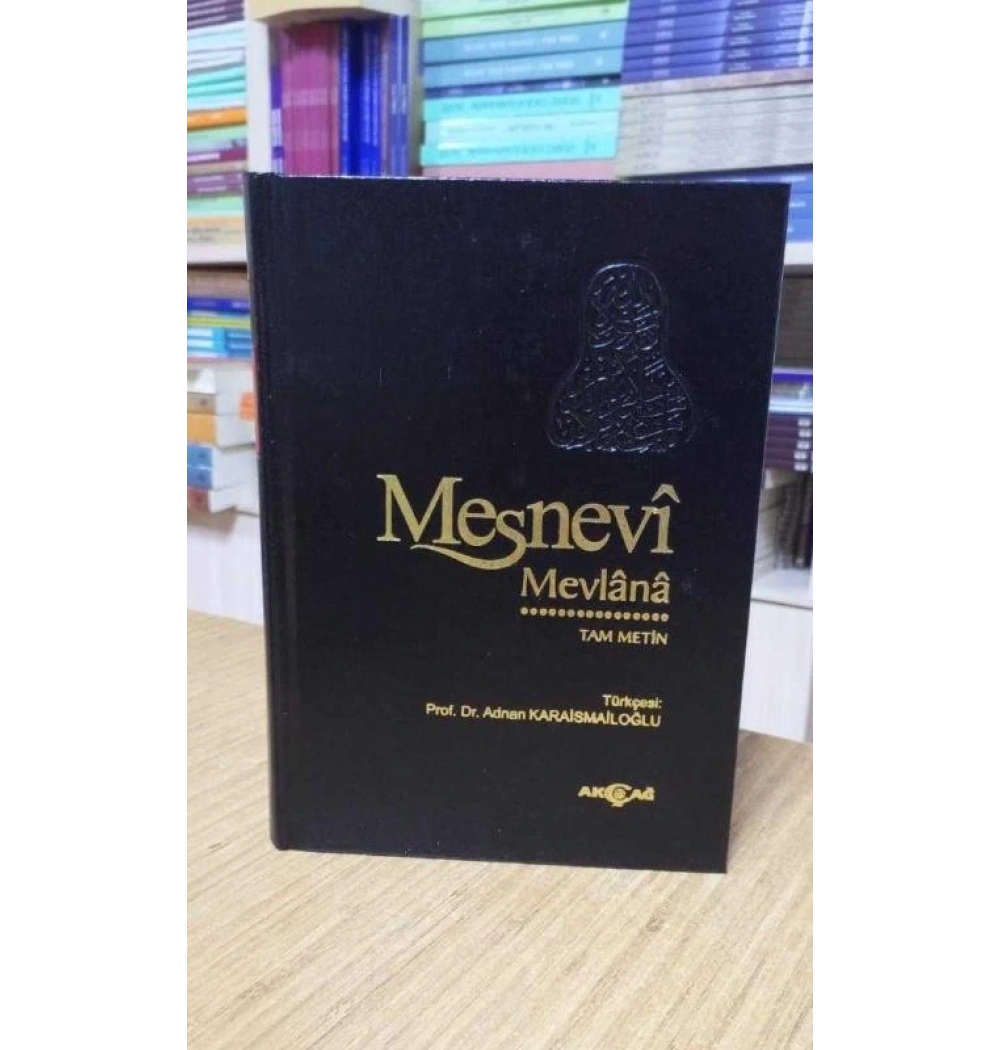 Mesnevî
Mevlânâ
TAM METİN
Türkçesi:
Prof. Dr. Adnan KARAİSMAİLOĞLU
AKÇAĞ